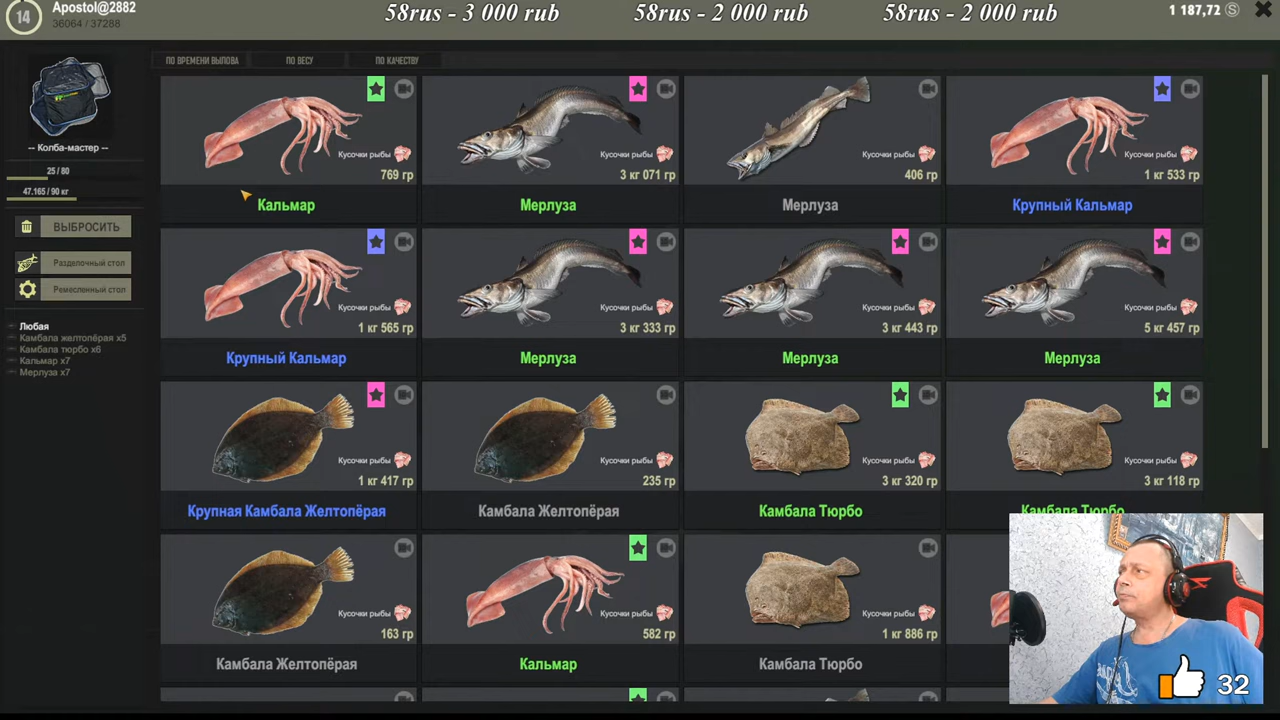 14
Apostol@2882
36064 / 37288
58rus - 3 000 rub
58rus - 2 000 rub
58rus - 2 000 rub
1 187,72
ПО ВРЕМЕНИ ВЫЛОВА
ПО ВЕСУ
ПО КАЧЕСТВУ
-- Колба-мастер --
25 / 80
47.165 / 90 кг
ВЫБРОСИТЬ
Разделочный стол
Ремесленный стол
Любая
Камбала желтопёрая x5
Камбала тюрбо x6
Кальмар x7
Мерлуза x7
Кусочки рыбы
769 гр
Кальмар
Кусочки рыбы
3 кг 071 гр
Мерлуза
Кусочки рыбы
406 гр
Мерлуза
Кусочки рыбы
1 кг 533 гр
Крупный Кальмар
Кусочки рыбы
1 кг 565 гр
Крупный Кальмар
Кусочки рыбы
3 кг 333 гр
Мерлуза
Кусочки рыбы
3 кг 443 гр
Мерлуза
Кусочки рыбы
5 кг 457 гр
Мерлуза
Кусочки рыбы
1 кг 417 гр
Крупная Камбала Желтопёрая
Кусочки рыбы
235 гр
Камбала Желтопёрая
Кусочки рыбы
3 кг 320 гр
Камбала Тюрбо
Кусочки рыбы
3 кг 118 гр
Камбала Тюрбо
Кусочки рыбы
163 гр
Камбала Желтопёрая
Кусочки рыбы
582 гр
Кальмар
Кусочки рыбы
1 кг 886 гр
Камбала Тюрбо
32